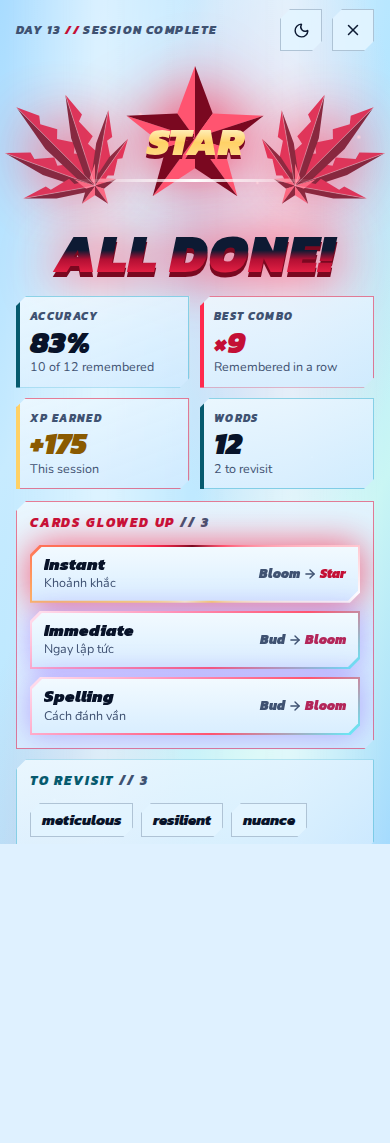 DAY 13 // SESSION COMPLETE
STAR
ALL DONE!
ACCURACY
83%
10 of 12 remembered
BEST COMBO
×9
Remembered in a row
XP EARNED
+175
This session
WORDS
12
2 to revisit
CARDS GLOWED UP // 3
Instant
Khoảnh khắc
Bloom → Star
Immediate
Ngay lập tức
Bud → Bloom
Spelling
Cách đánh vần
Bud → Bloom
TO REVISIT // 3
meticulous
resilient
nuance